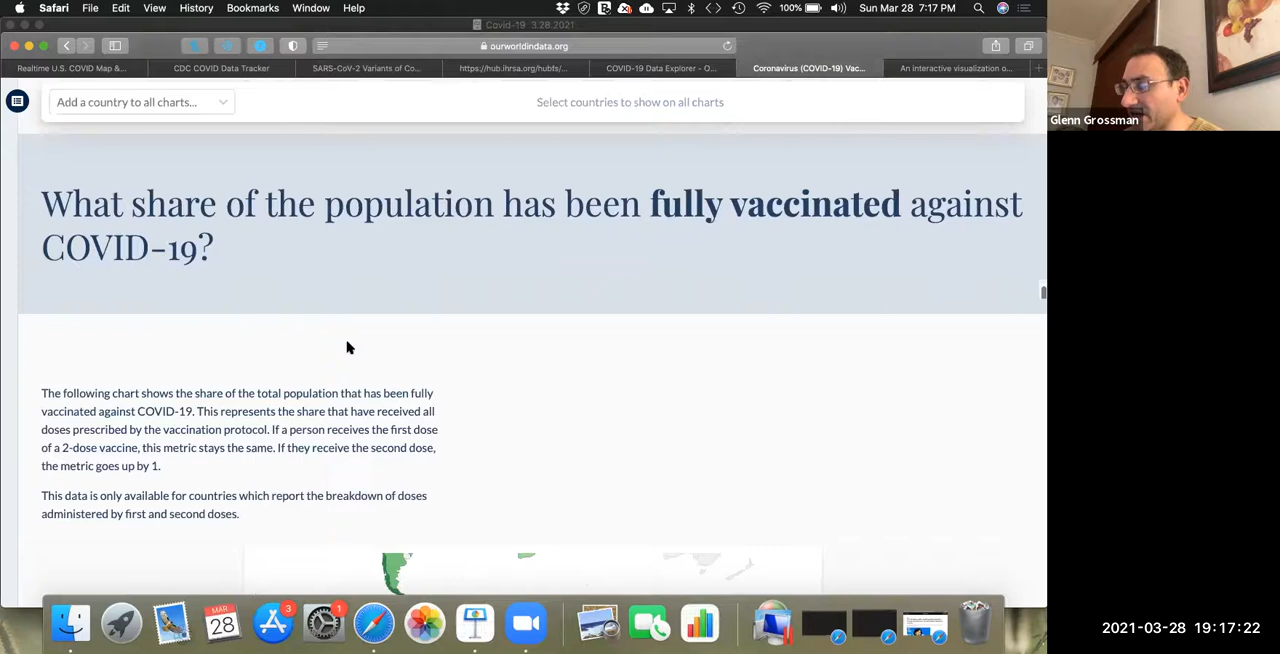 Safari File Edit View History Bookmarks Window Help 100% Sun Mar 28 7:17 PM
Covid-19 3.28.2021
ourworldindata.org
Realtime U.S. COVID Map &... CDC COVID Data Tracker SARS-CoV-2 Variants of Co... https://hub.ihrsa.org/hubfs/... COVID-19 Data Explorer - O... Coronavirus (COVID-19) Vac... An interactive visualization o...
Add a country to all charts... Select countries to show on all charts
Glenn Grossman
What share of the population has been fully vaccinated against
COVID-19?
The following chart shows the share of the total population that has been fully
vaccinated against COVID-19. This represents the share that have received all
doses prescribed by the vaccination protocol. If a person receives the first dose
of a 2-dose vaccine, this metric stays the same. If they receive the second dose,
the metric goes up by 1.
This data is only available for countries which report the breakdown of doses
administered by first and second doses.
MAR
28
3
1
2021-03-28 19:17:22